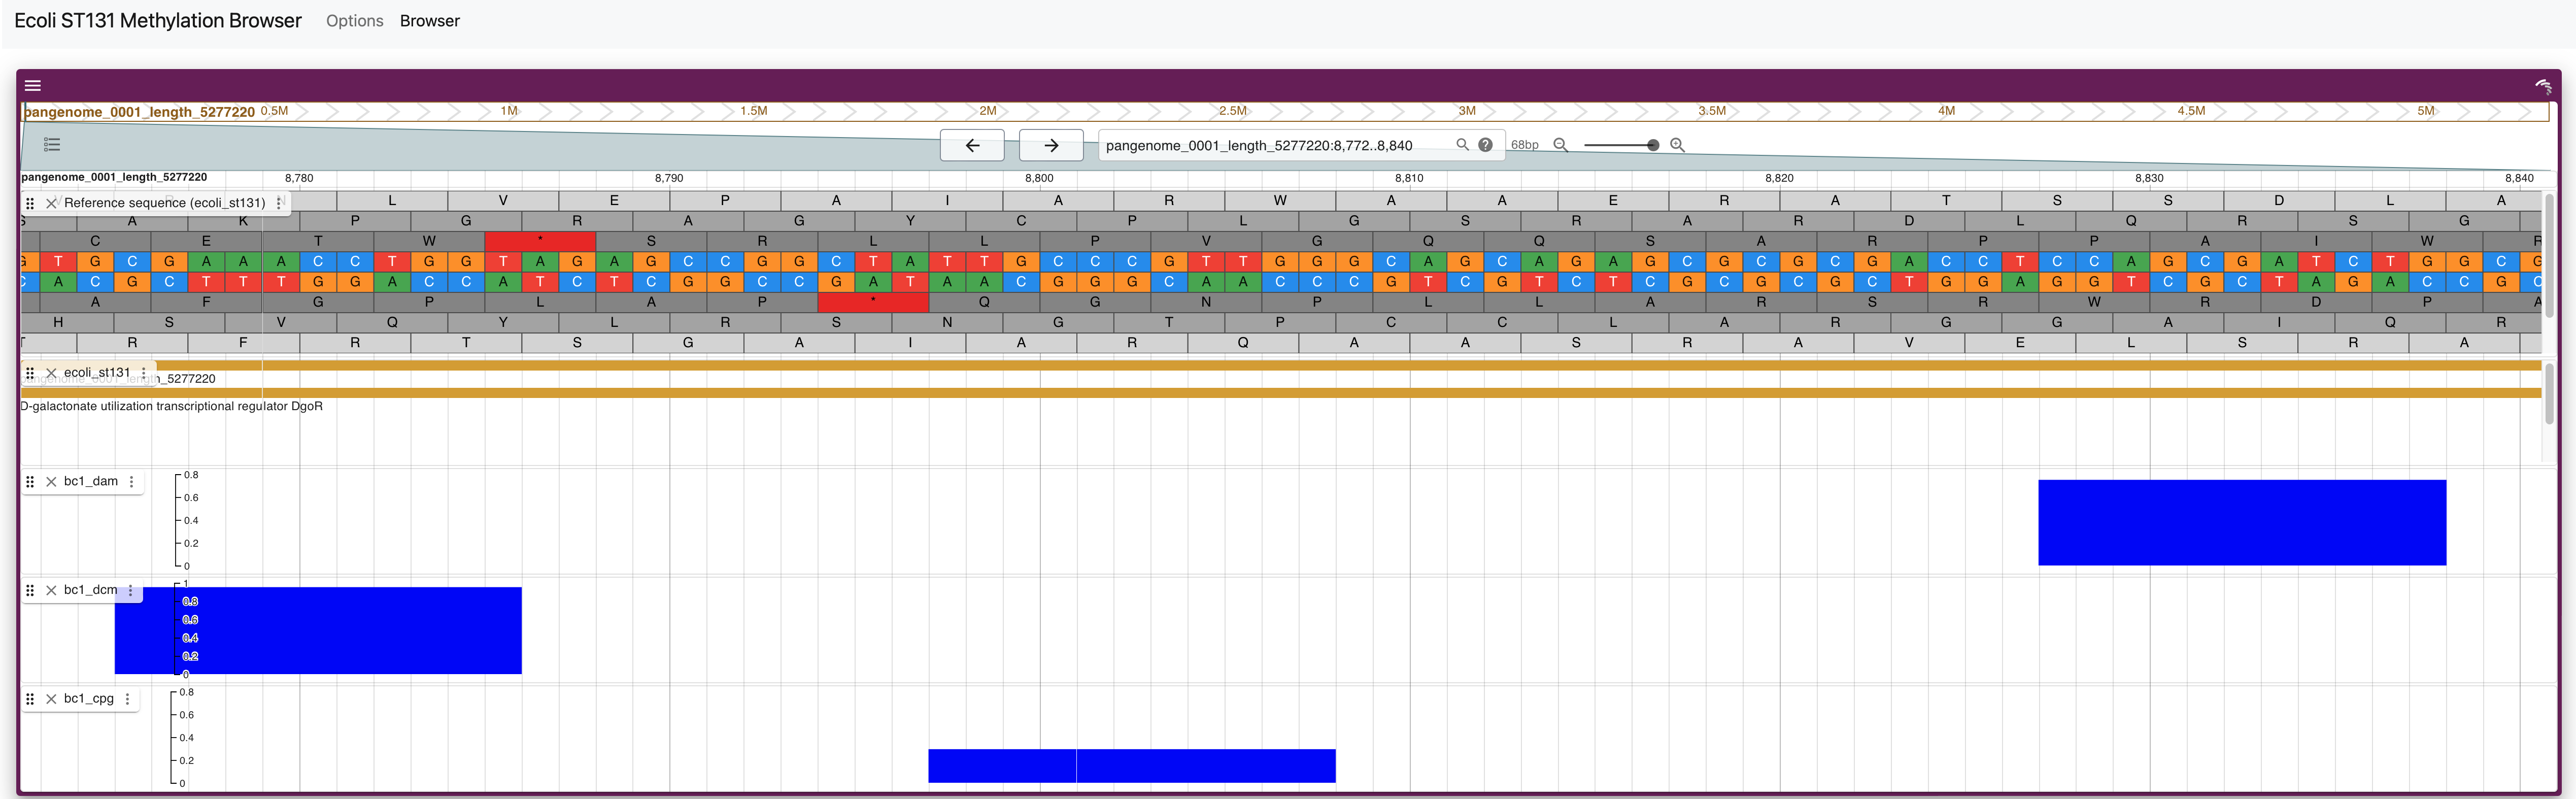 Ecoli ST131 Methylation Browser Options Browser
pangenome_0001_length_5277220 0.5M 1M 1.5M 2M 2.5M 3M 3.5M 4M 4.5M 5M
pangenome_0001_length_5277220:8,772..8,840 68bp
pangenome_0001_length_5277220 8,780 8,790 8,800 8,810 8,820 8,830 8,840
Reference sequence (ecoli_st131) L V E P A I A R W A A E R A T S S D L A
S A K P G R A G Y C P L G S R A R D L Q R S G
C E T W * S R L L P V G Q Q S A R P P A I W R
G T G C G A A A C C T G G T A G A G C C G G C T A T T G C C C G T T G G G C A G C A G A G C G C G C G A C C T C C A G C G A T C T G G C G
C A C G C T T T G G A C C A T C T C G G C C G A T A A C G G G C A A C C C G T C G T C T C G C G C G C T G G A G G T C G C T A G A C C G C
A F G P L A P * Q G N P L L A R S R W R D P A
H S V Q Y L R S N G T P C C L A R G G A I Q R
T R F R T S G A I A R Q A A S R A V E L S R A
ecoli_st131
pangenome_0001_length_5277220
D-galactonate utilization transcriptional regulator DgoR
bc1_dam 0.8
0.6
0.4
0.2
0
bc1_dcm 1
0.8
0.6
0.4
0.2
0
bc1_cpg 0.8
0.6
0.4
0.2
0